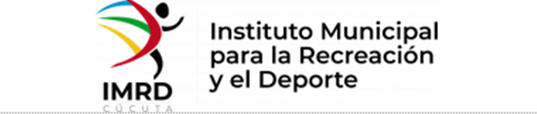 Instituto Municipal
para la Recreación
y el Deporte
IMRD
CÚCUTA